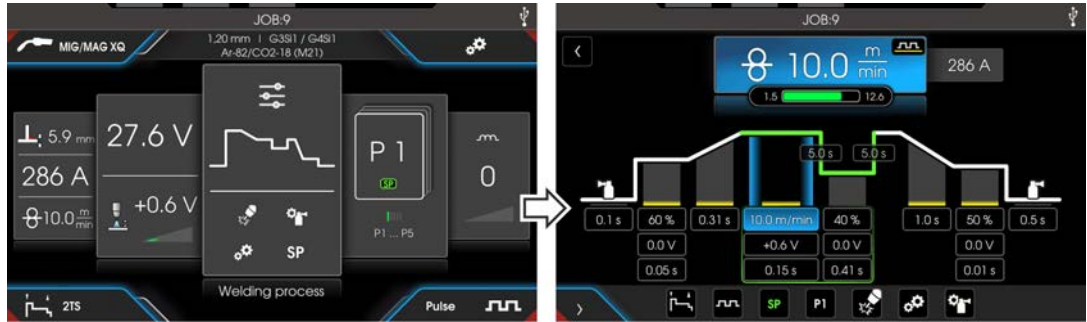 JOB:9
MIG/MAG XQ
1,20 mm | G3Si1 / G4Si1
Ar-82/CO2-18 (M21)
5.9 mm
286 A
10.0 m/min
27.6 V
+0.6 V
SP
Welding process
P 1
SP
P1 ... P5
0
2TS
Pulse
JOB:9
10.0 m/min
286 A
1.5 12.6
5.0 s 5.0 s
0.1 s 60 % 0.31 s 10.0 m/min 40 % 1.0 s 50 % 0.5 s
0.0 V +0.6 V 0.0 V 0.0 V
0.05 s 0.15 s 0.41 s 0.01 s
SP P1